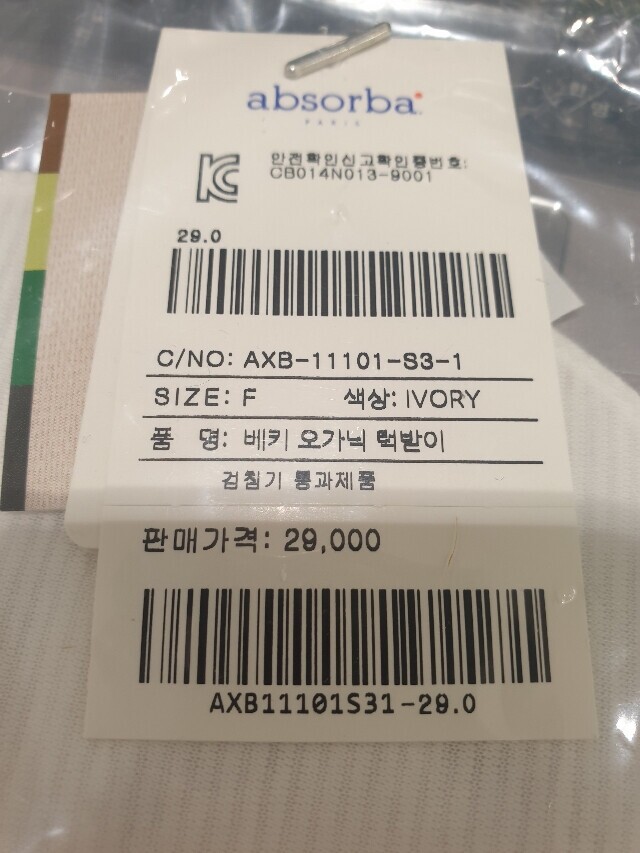 absorba
PARIS
안전확인신고확인증번호:
CB014N013-9001
29.0
C/NO: AXB-11101-S3-1
SIZE: F 색상: IVORY
품 명: 베키 오가닉 턱받이
검침기 통과제품
판매가격: 29,000
AXB11101S31-29.0